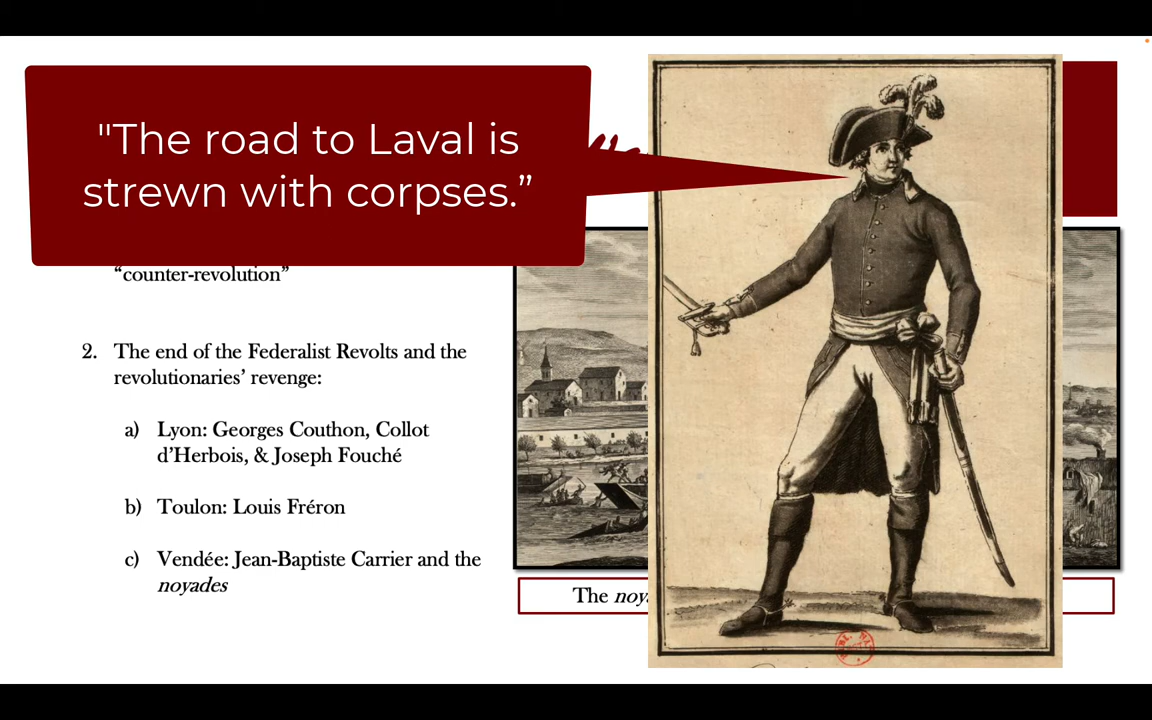 "The road to Laval is
strewn with corpses.”
“counter-revolution”
2. The end of the Federalist Revolts and the
revolutionaries’ revenge:
a) Lyon: Georges Couthon, Collot
d’Herbois, & Joseph Fouché
b) Toulon: Louis Fréron
c) Vendée: Jean-Baptiste Carrier and the
noyades
The